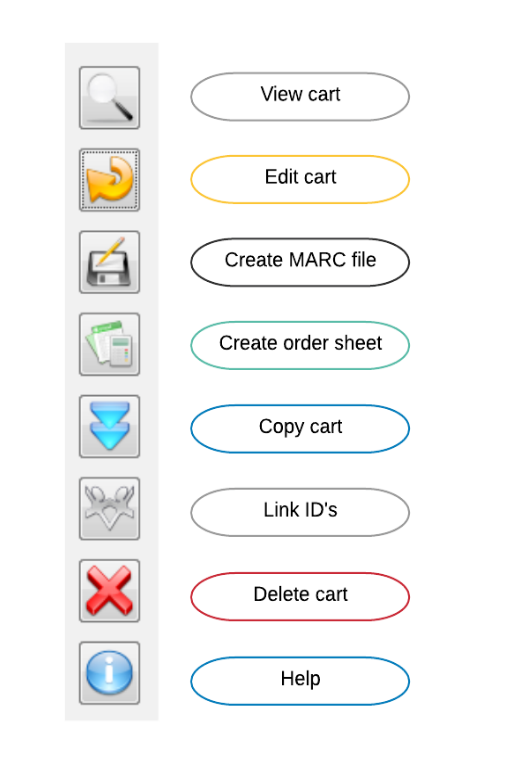 View cart
Edit cart
Create MARC file
Create order sheet
Copy cart
Link ID's
Delete cart
Help